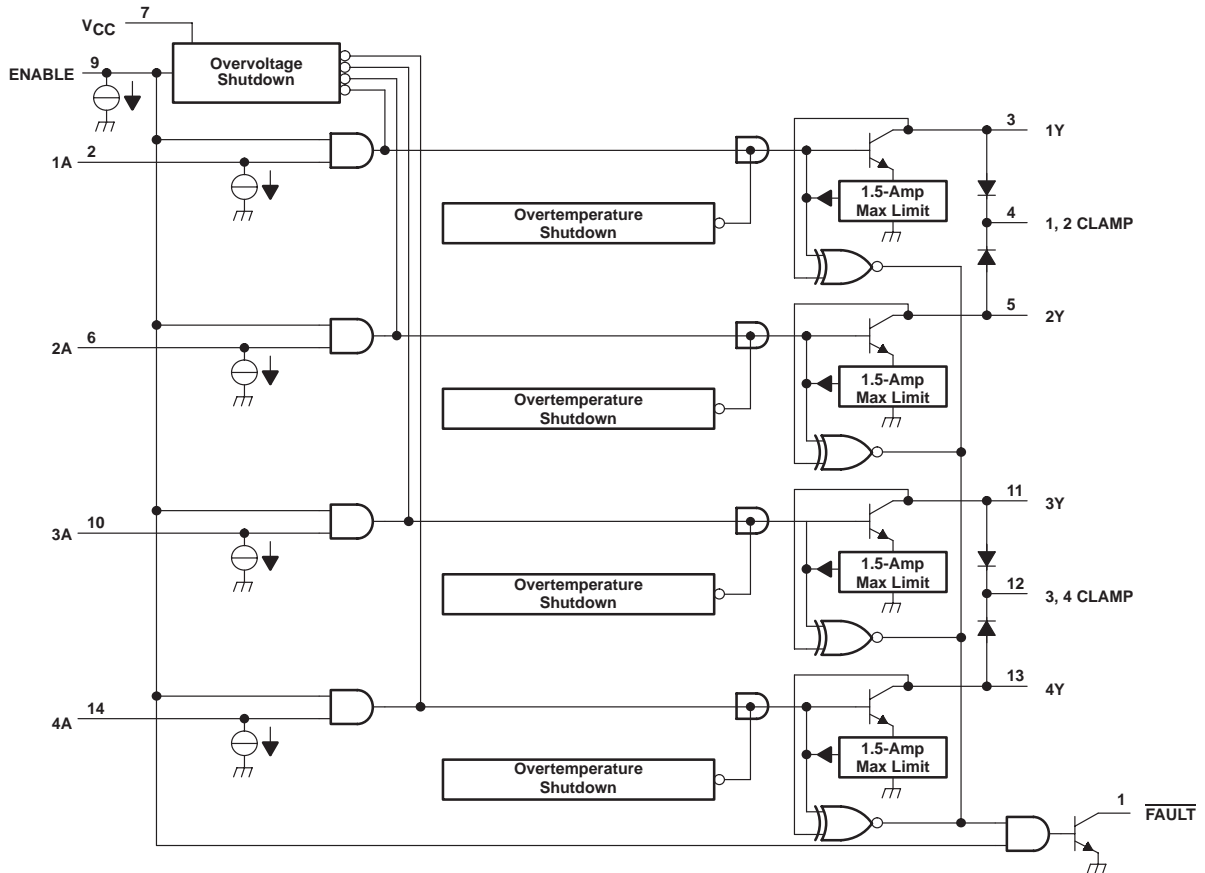 7
VCC
9
ENABLE
Overvoltage
Shutdown
3
1Y
2
1A
1.5-Amp
Max Limit
Overtemperature
Shutdown
4
1, 2 CLAMP
5
2Y
6
2A
1.5-Amp
Max Limit
Overtemperature
Shutdown
11
3Y
10
3A
1.5-Amp
Max Limit
Overtemperature
Shutdown
12
3, 4 CLAMP
13
4Y
14
4A
1.5-Amp
Max Limit
Overtemperature
Shutdown
1
FAULT